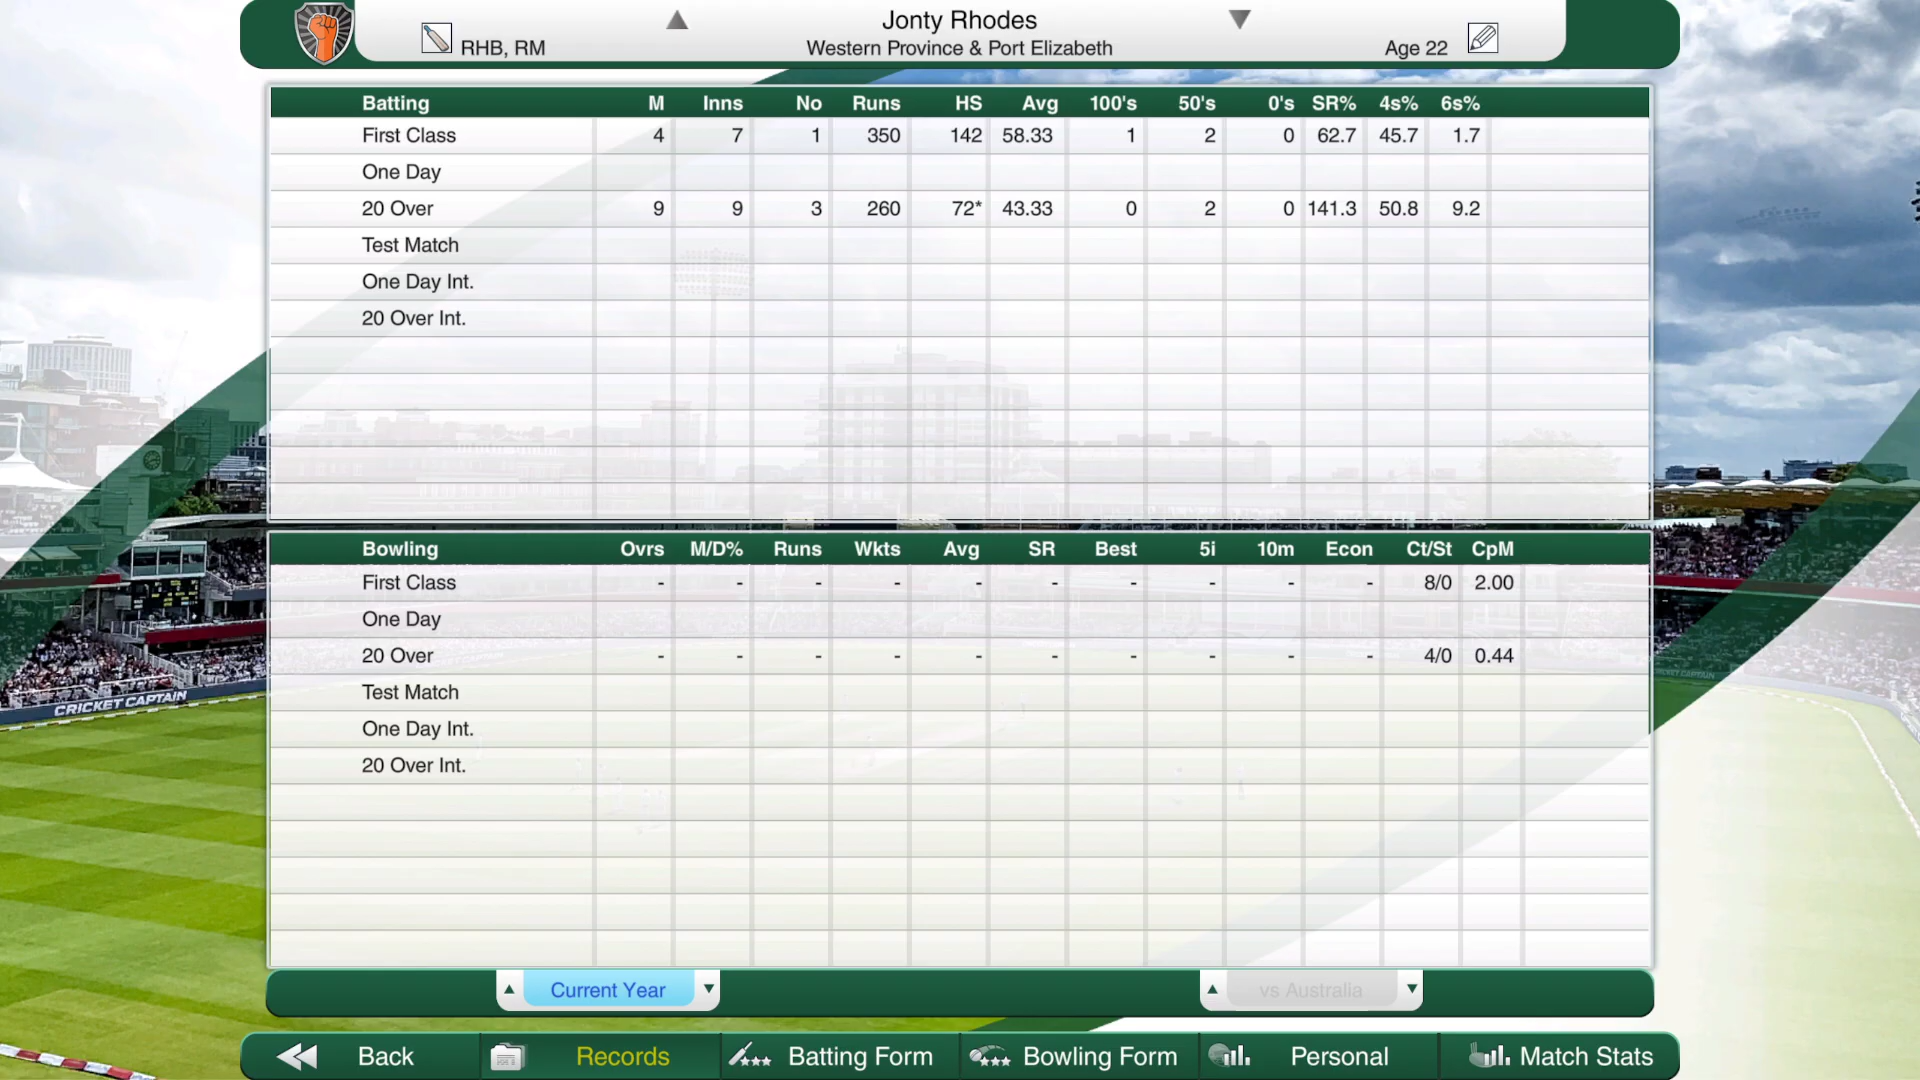 Jonty Rhodes
RHB, RM
Western Province & Port Elizabeth
Age 22
Batting M Inns No Runs HS Avg 100's 50's 0's SR% 4s% 6s%
First Class 4 7 1 350 142 58.33 1 2 0 62.7 45.7 1.7
One Day
20 Over 9 9 3 260 72* 43.33 0 2 0 141.3 50.8 9.2
Test Match
One Day Int.
20 Over Int.
Bowling Ovrs M/D% Runs Wkts Avg SR Best 5i 10m Econ Ct/St CpM
First Class - - - - - - - - - - 8/0 2.00
One Day
20 Over - - - - - - - - - - 4/0 0.44
Test Match
One Day Int.
20 Over Int.
CRICKET CAPTAIN
Current Year
vs Australia
Back Records Batting Form Bowling Form Personal Match Stats